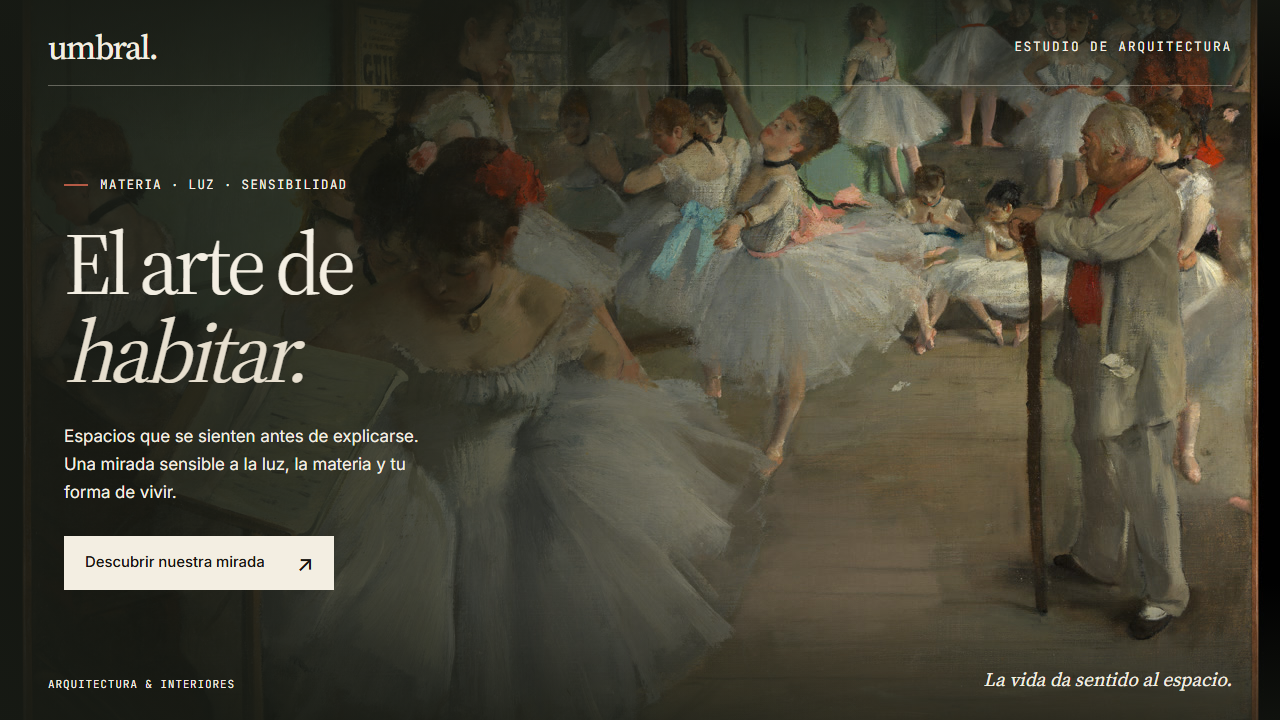 umbral.
ESTUDIO DE ARQUITECTURA
MATERIA · LUZ · SENSIBILIDAD
El arte de
habitar.
Espacios que se sienten antes de explicarse.
Una mirada sensible a la luz, la materia y tu
forma de vivir.
Descubrir nuestra mirada
ARQUITECTURA & INTERIORES
La vida da sentido al espacio.